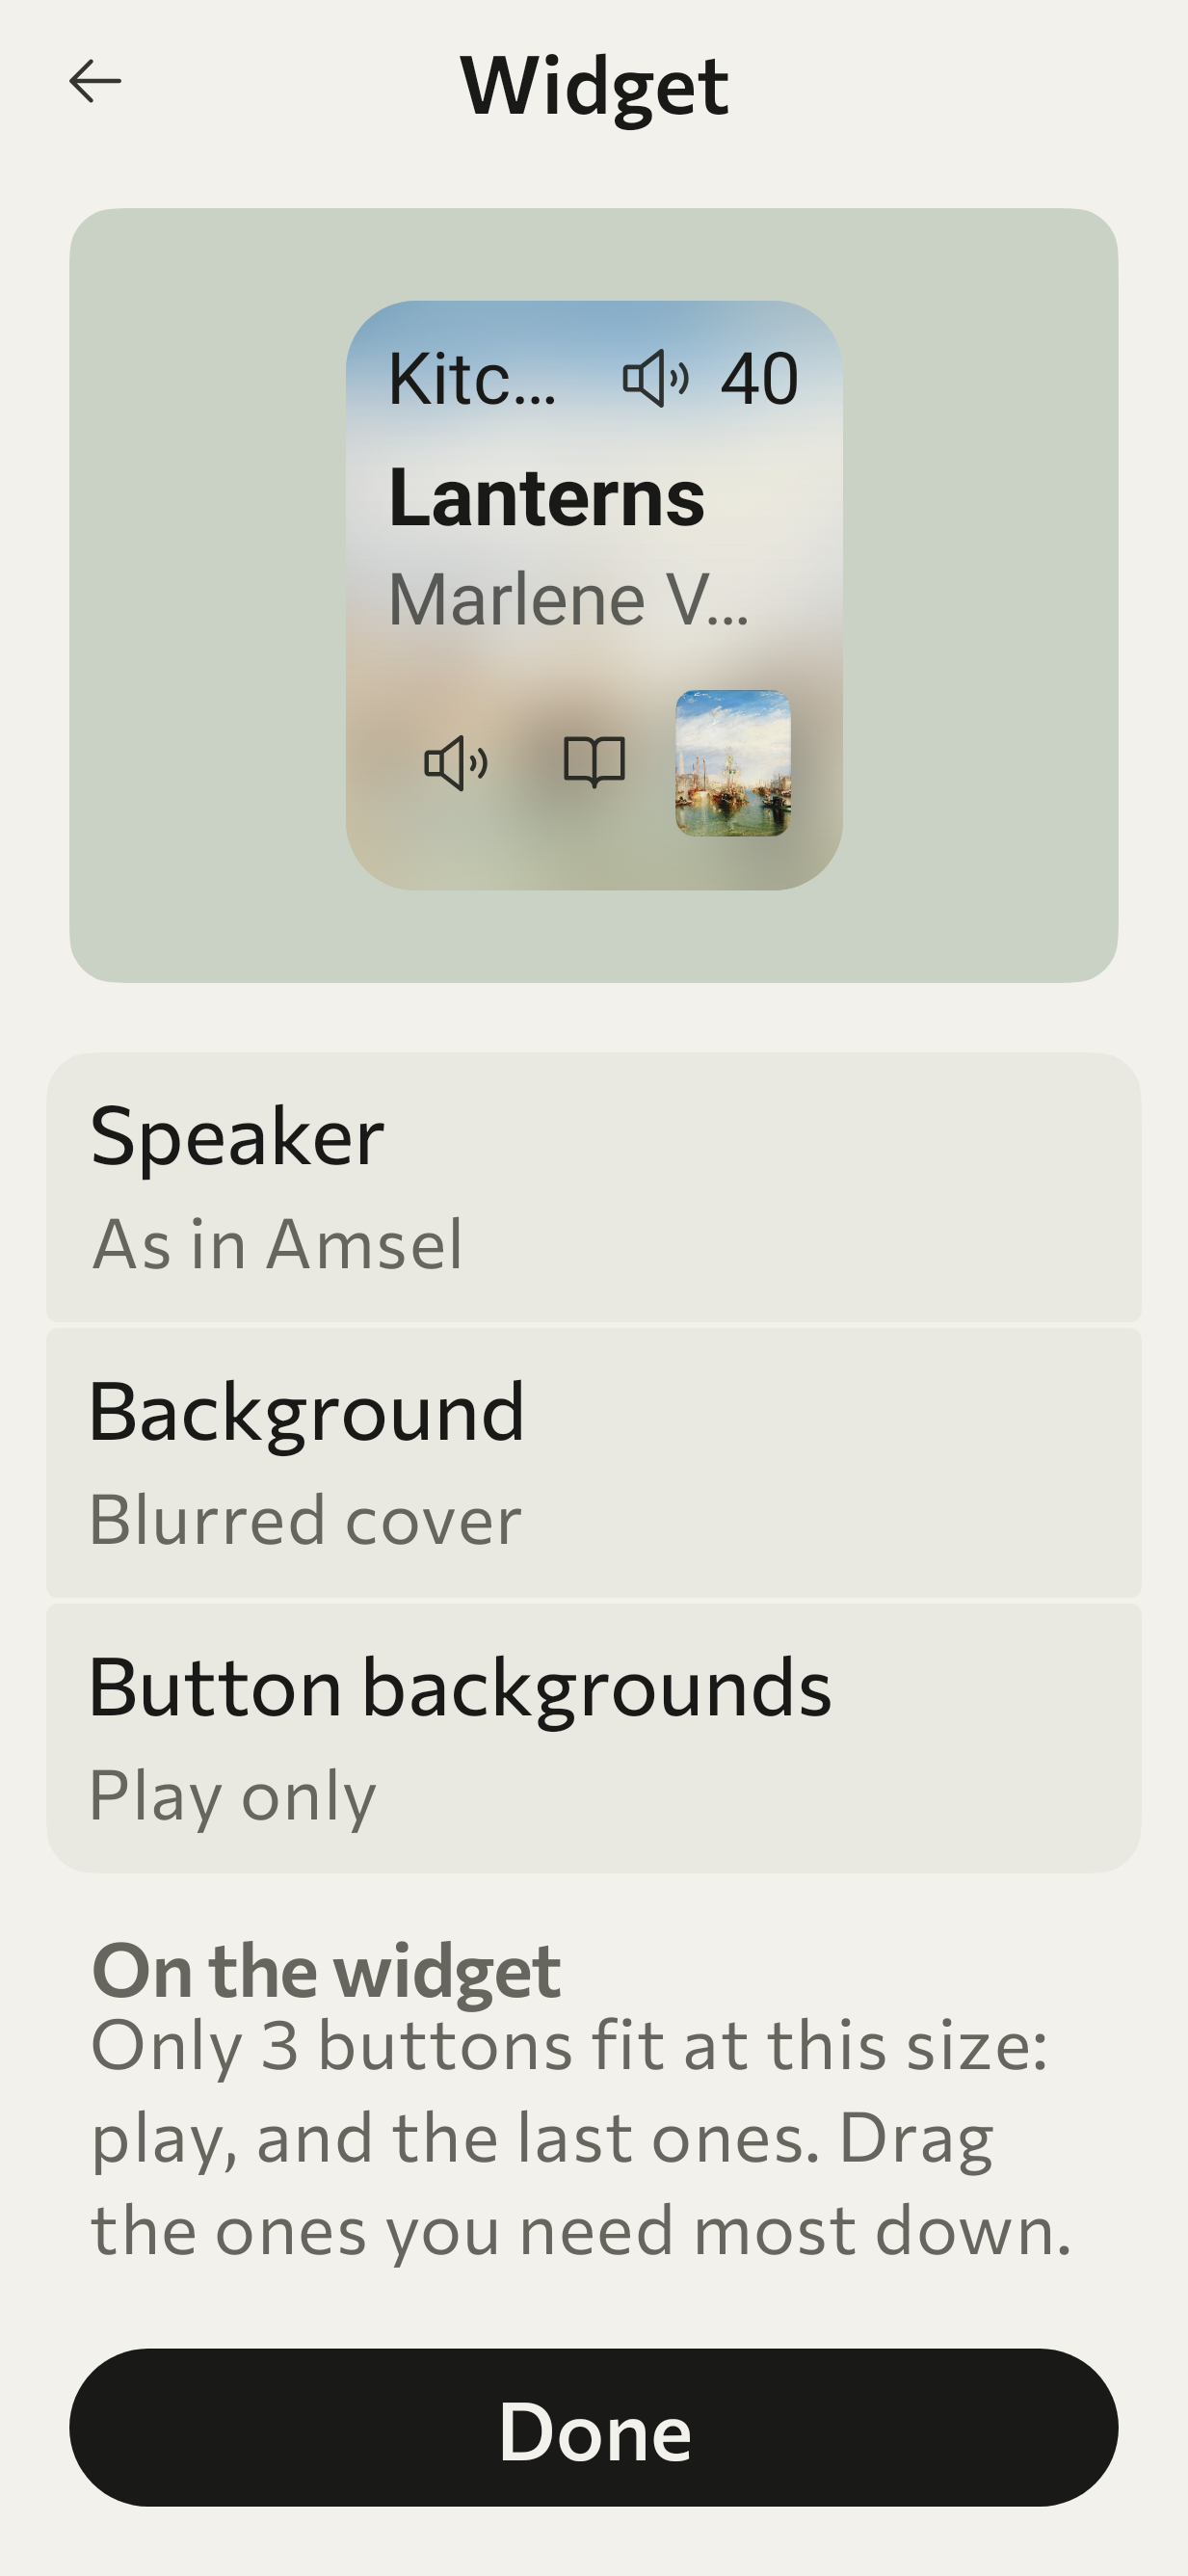 Widget
Kitc... 40
Lanterns
Marlene V...
Speaker
As in Amsel
Background
Blurred cover
Button backgrounds
Play only
On the widget
Only 3 buttons fit at this size:
play, and the last ones. Drag
the ones you need most down.
Done